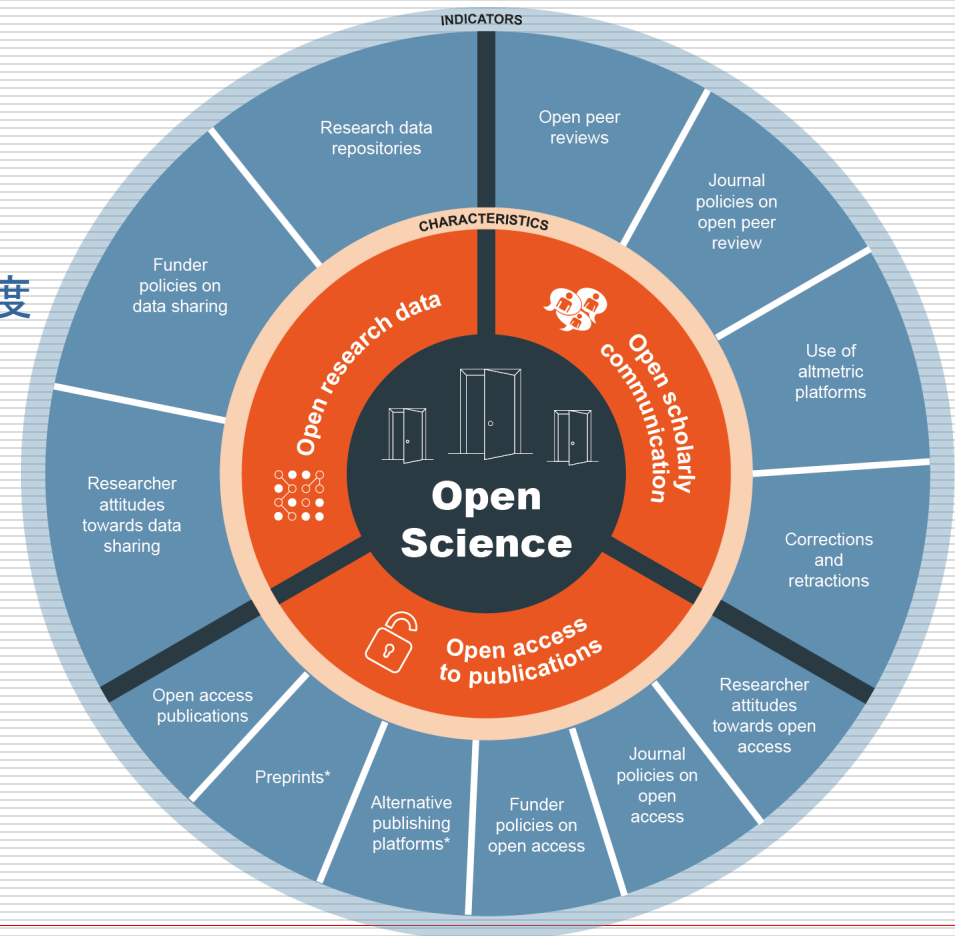 INDICATORS
度
Research data
repositories
Open peer
reviews
Journal
policies on
open peer
review
Use of
altmetric
platforms
Corrections
and
retractions
Researcher
attitudes
towards open
access
Journal
policies on
open
access
Funder
policies on
open access
Alternative
publishing
platforms*
Preprints*
Open access
publications
Researcher
attitudes
towards data
sharing
Funder
policies on
data sharing
CHARACTERISTICS
Open research data
Open scholarly
communication
Open access
to publications
Open
Science